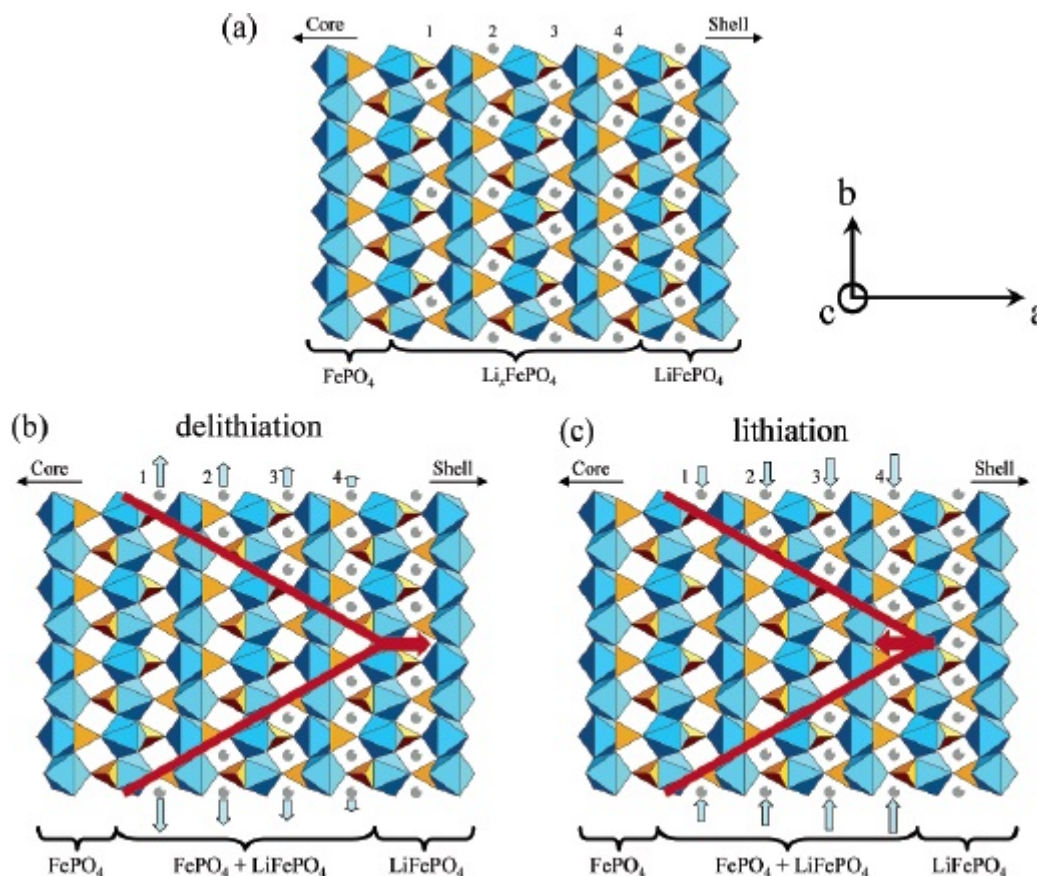 (a)
Core 1 2 3 4 Shell
FePO4 LixFePO4 LiFePO4
b
c
a
(b) delithiation
Core 1 2 3 4 Shell
FePO4 FePO4 + LiFePO4 LiFePO4
(c) lithiation
Core 1 2 3 4 Shell
FePO4 FePO4 + LiFePO4 LiFePO4